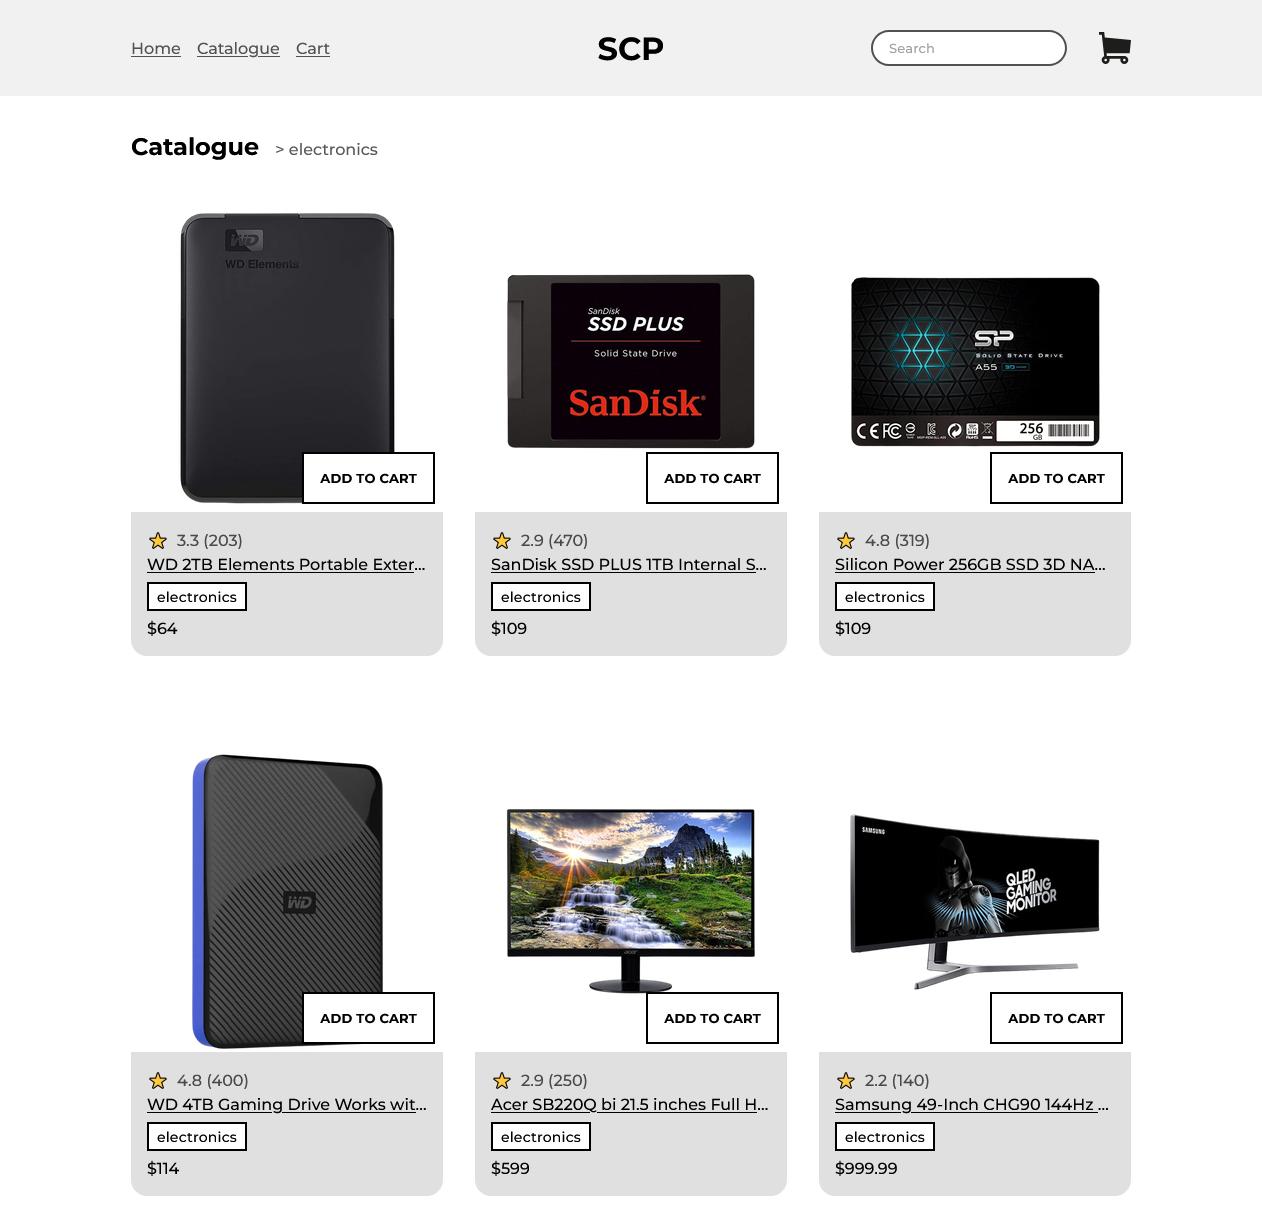 Home Catalogue Cart
SCP
Search
Catalogue > electronics
WD
WD Elements
SanDisk
SSD PLUS
Solid State Drive
SanDisk
SP
SOLID STATE DRIVE
A55 3D
256
GB
ADD TO CART
ADD TO CART
ADD TO CART
3.3 (203)
WD 2TB Elements Portable Exter...
electronics
$64
2.9 (470)
SanDisk SSD PLUS 1TB Internal S...
electronics
$109
4.8 (319)
Silicon Power 256GB SSD 3D NA...
electronics
$109
WD
acer
SAMSUNG
QLED
GAMING
MONITOR
ADD TO CART
ADD TO CART
ADD TO CART
4.8 (400)
WD 4TB Gaming Drive Works wit...
electronics
$114
2.9 (250)
Acer SB220Q bi 21.5 inches Full H...
electronics
$599
2.2 (140)
Samsung 49-Inch CHG90 144Hz ...
electronics
$999.99